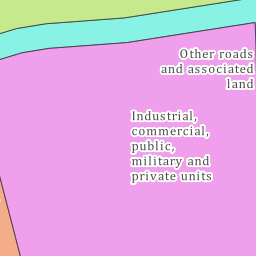 Other roads
and associated
land
Industrial,
commercial,
public,
military and
private units